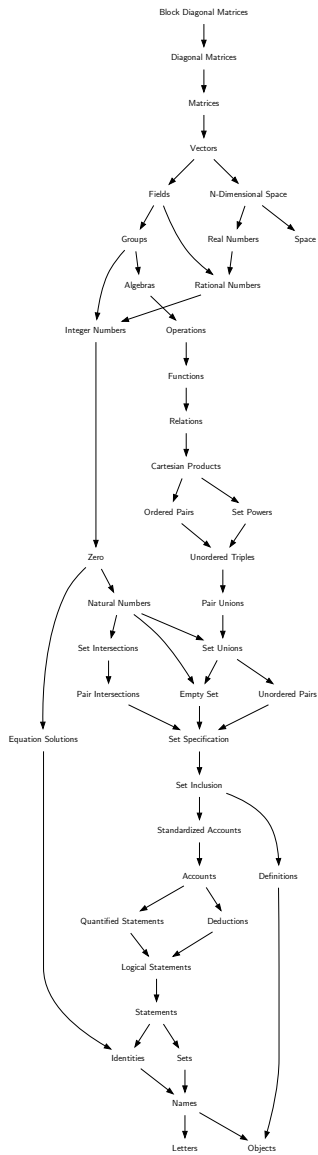 Block Diagonal Matrices
Diagonal Matrices
Matrices
Vectors
Fields
N-Dimensional Space
Groups
Real Numbers
Space
Algebras
Rational Numbers
Integer Numbers
Operations
Functions
Relations
Cartesian Products
Ordered Pairs
Set Powers
Zero
Unordered Triples
Natural Numbers
Pair Unions
Set Intersections
Set Unions
Pair Intersections
Empty Set
Unordered Pairs
Equation Solutions
Set Specification
Set Inclusion
Standardized Accounts
Accounts
Definitions
Quantified Statements
Deductions
Logical Statements
Statements
Identities
Sets
Names
Letters
Objects